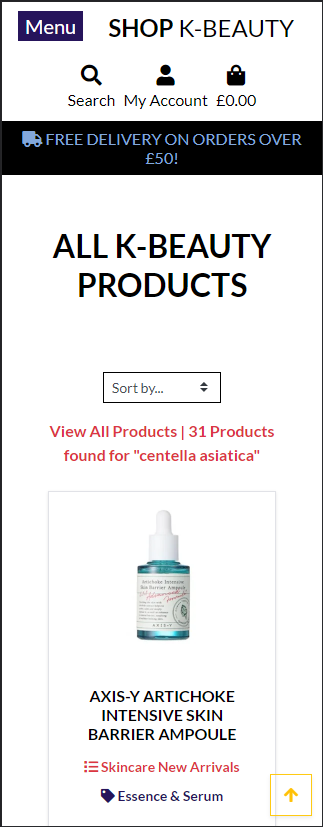 Menu SHOP K-BEAUTY
Search My Account £0.00
FREE DELIVERY ON ORDERS OVER
£50!
ALL K-BEAUTY
PRODUCTS
Sort by...
View All Products | 31 Products
found for "centella asiatica"
Artichoke Intensive
Skin Barrier Ampoule
AXIS-Y
AXIS-Y ARTICHOKE
INTENSIVE SKIN
BARRIER AMPOULE
Skincare New Arrivals
Essence & Serum